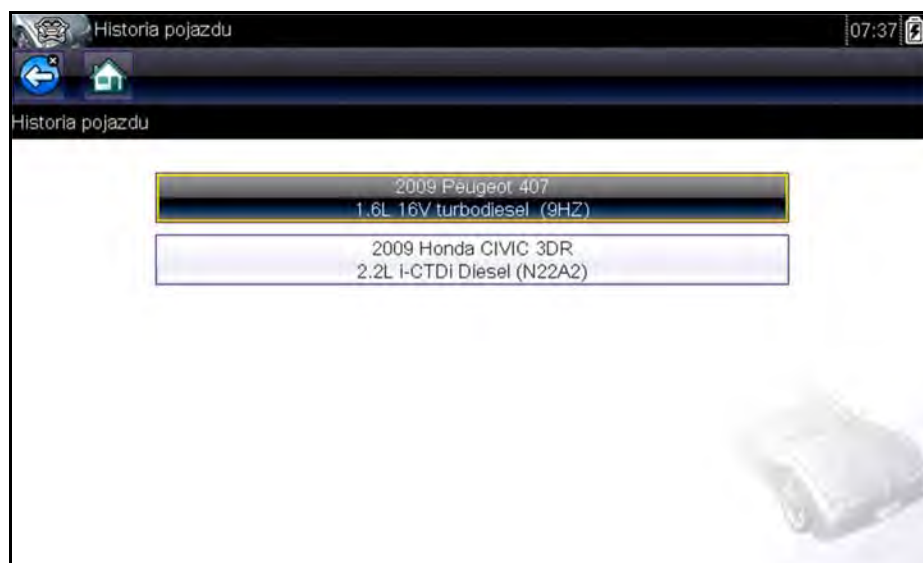 Historia pojazdu
07:37
Historia pojazdu
2009 Peugeot 407
1.6L 16V turbodiesel (9HZ)
2009 Honda CIVIC 3DR
2.2L i-CTDi Diesel (N22A2)